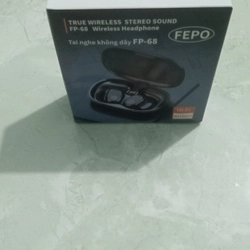 TRUE WIRELESS STEREO SOUND
FP-68 Wireless Headphone
FEPO
Tai nghe không dây FP-68